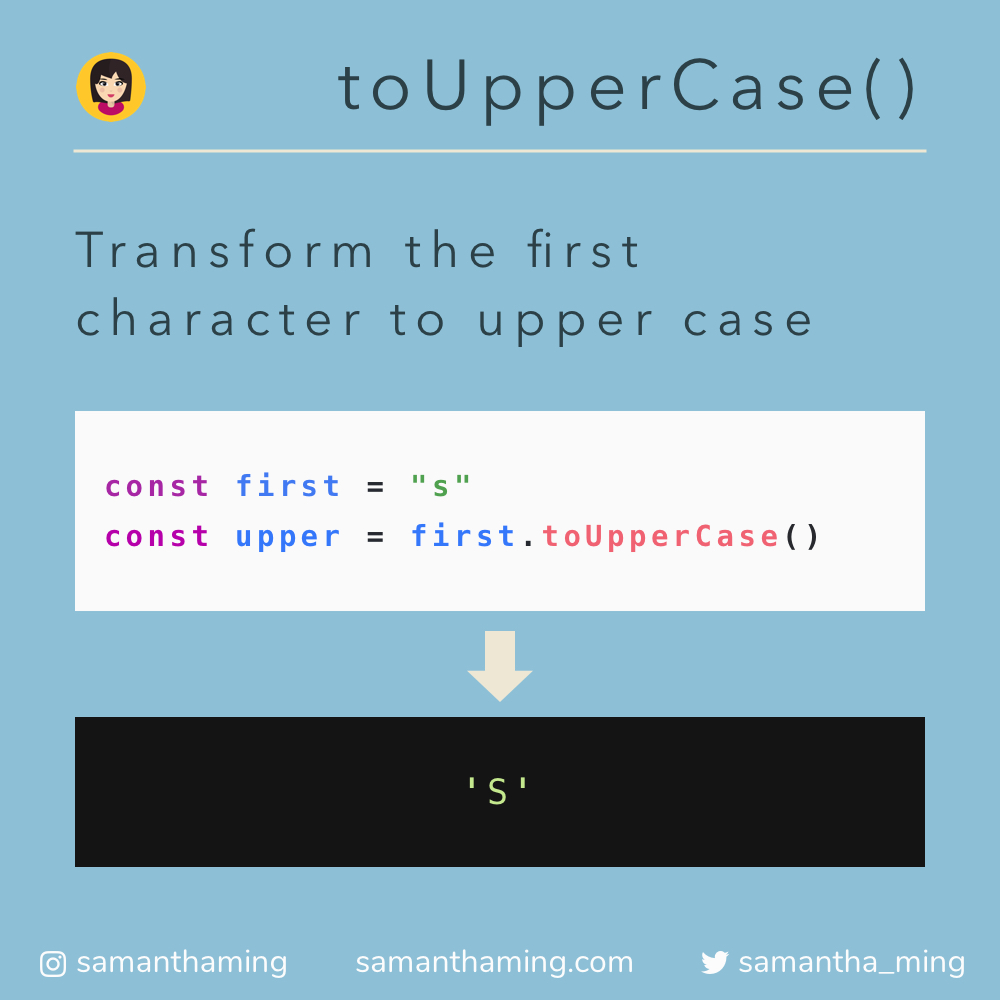 toUpperCase()
Transform the first
character to upper case
const first = "s"
const upper = first.toUpperCase()
'S'
samanthaming samanthaming.com samantha_ming